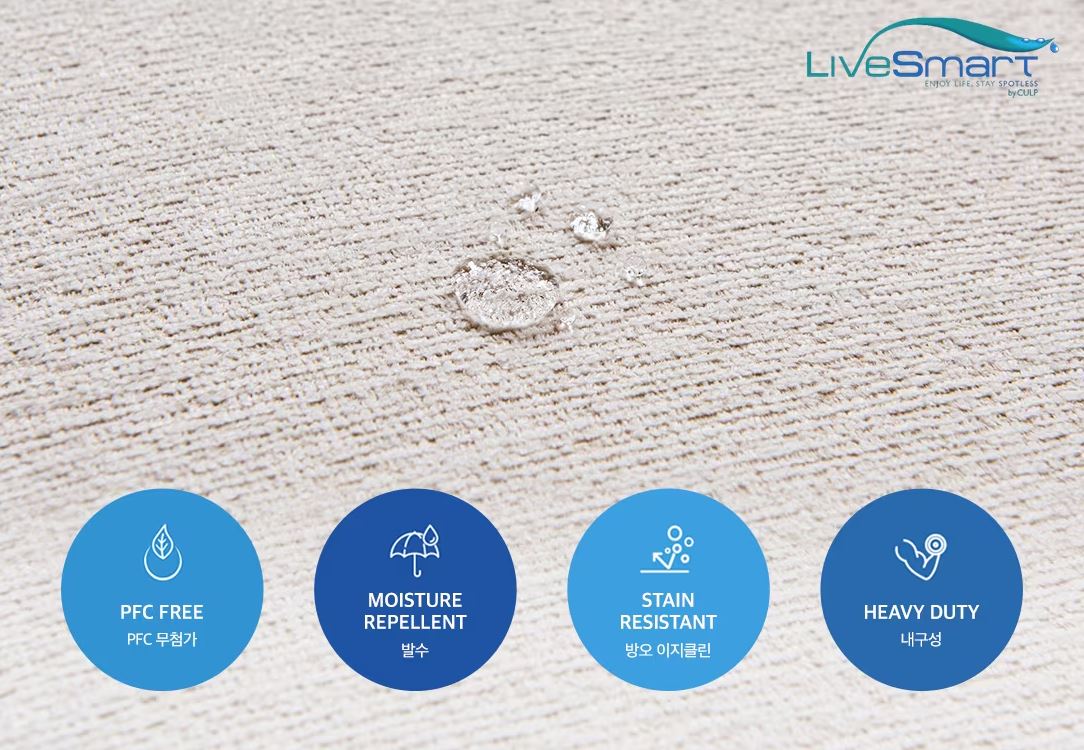 LiveSmart
ENJOY LIFE, STAY SPOTLESS
by CULP
PFC FREE
PFC 무첨가
MOISTURE
REPELLENT
발수
STAIN
RESISTANT
방오 이지클린
HEAVY DUTY
내구성